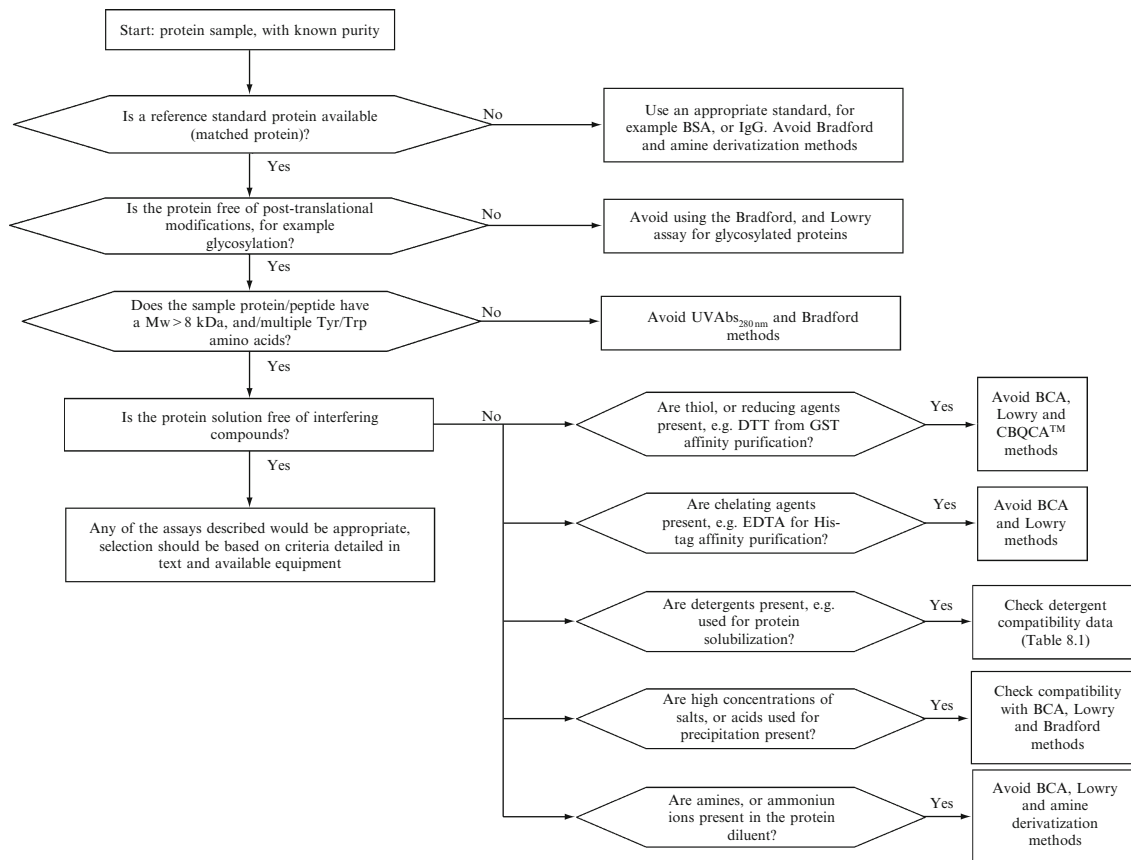 Start: protein sample, with known purity
Is a reference standard protein available
(matched protein)?
No
Use an appropriate standard, for
example BSA, or IgG. Avoid Bradford
and amine derivatization methods
Yes
Is the protein free of post-translational
modifications, for example
glycosylation?
No
Avoid using the Bradford, and Lowry
assay for glycosylated proteins
Yes
Does the sample protein/peptide have
a Mw > 8 kDa, and/multiple Tyr/Trp
amino acids?
No
Avoid UVAbs280 nm and Bradford
methods
Yes
Is the protein solution free of interfering
compounds?
No
Yes
Any of the assays described would be appropriate,
selection should be based on criteria detailed in
text and available equipment
Are thiol, or reducing agents
present, e.g. DTT from GST
affinity purification?
Yes
Avoid BCA,
Lowry and
CBQCA™
methods
Are chelating agents
present, e.g. EDTA for His-
tag affinity purification?
Yes
Avoid BCA
and Lowry
methods
Are detergents present, e.g.
used for protein
solubilization?
Yes
Check detergent
compatibility data
(Table 8.1)
Are high concentrations of
salts, or acids used for
precipitation present?
Yes
Check compatibility
with BCA, Lowry
and Bradford
methods
Are amines, or ammoniun
ions present in the protein
diluent?
Yes
Avoid BCA, Lowry
and amine
derivatization
methods